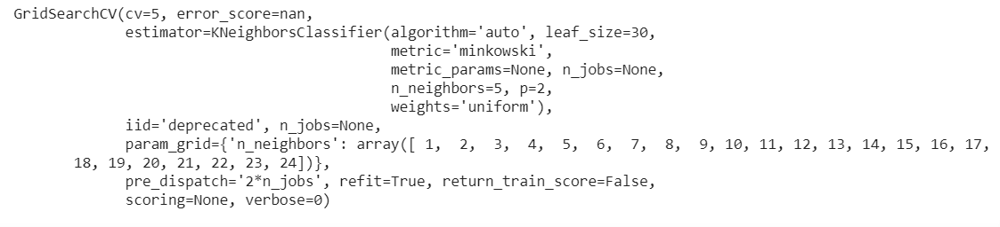 GridSearchCV(cv=5, error_score=nan,
             estimator=KNeighborsClassifier(algorithm='auto', leaf_size=30,
                                            metric='minkowski',
                                            metric_params=None, n_jobs=None,
                                            n_neighbors=5, p=2,
                                            weights='uniform'),
             iid='deprecated', n_jobs=None,
             param_grid={'n_neighbors': array([ 1,  2,  3,  4,  5,  6,  7,  8,  9, 10, 11, 12, 13, 14, 15, 16, 17,
       18, 19, 20, 21, 22, 23, 24])},
             pre_dispatch='2*n_jobs', refit=True, return_train_score=False,
             scoring=None, verbose=0)